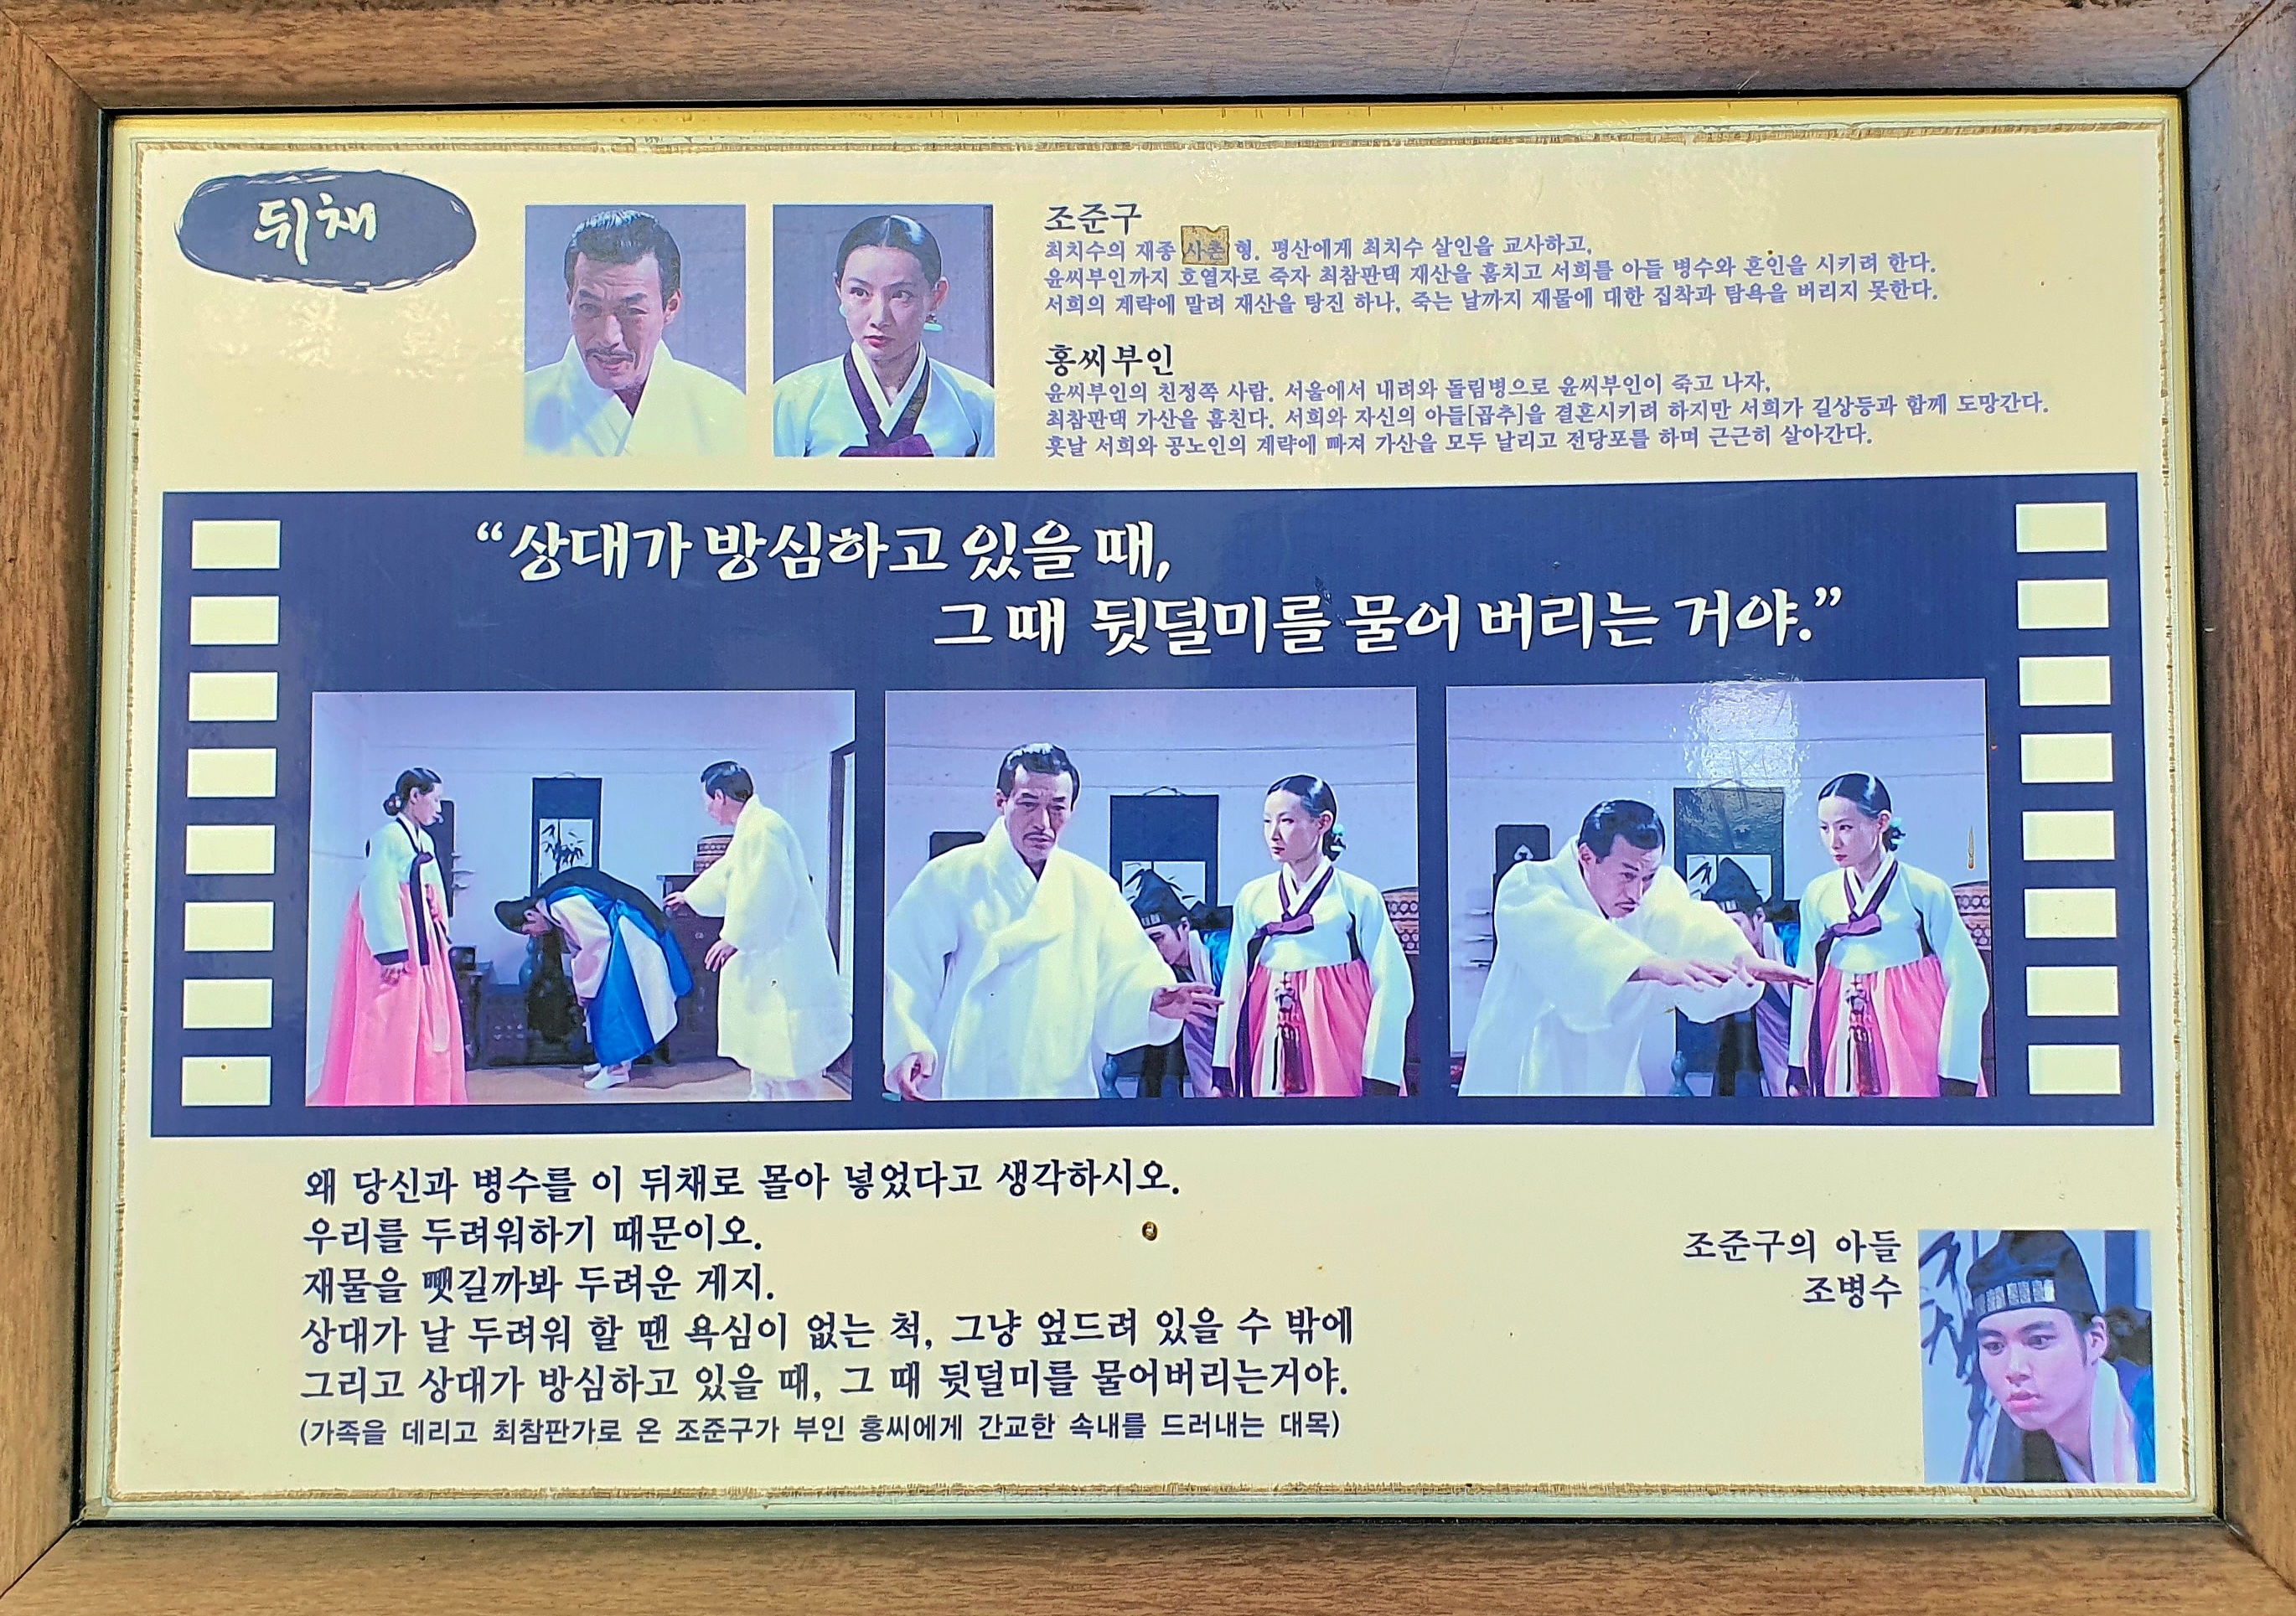 뒤채
조준구
최치수의 재종 사촌 형. 평산에게 최치수 살인을 교사하고,
윤씨부인까지 호열자로 죽자 최참판댁 재산을 훔치고 서희를 아들 병수와 혼인을 시키려 한다.
서희의 계략에 말려 재산을 탕진 하나, 죽는 날까지 재물에 대한 집착과 탐욕을 버리지 못한다.
홍씨부인
윤씨부인의 친정쪽 사람. 서울에서 내려와 돌림병으로 윤씨부인이 죽고 나자,
최참판댁 가산을 훔친다. 서희와 자신의 아들[곱추]을 결혼시키려 하지만 서희가 길상등과 함께 도망간다.
훗날 서희와 공노인의 계략에 빠져 가산을 모두 날리고 전당포를 하며 근근히 살아간다.
“상대가 방심하고 있을 때,
그 때 뒷덜미를 물어 버리는 거야.”
왜 당신과 병수를 이 뒤채로 몰아 넣었다고 생각하시오.
우리를 두려워하기 때문이오.
재물을 뺏길까봐 두려운 게지.
상대가 날 두려워 할 땐 욕심이 없는 척, 그냥 엎드려 있을 수 밖에
그리고 상대가 방심하고 있을 때, 그 때 뒷덜미를 물어버리는거야.
(가족을 데리고 최참판가로 온 조준구가 부인 홍씨에게 간교한 속내를 드러내는 대목)
조준구의 아들
조병수